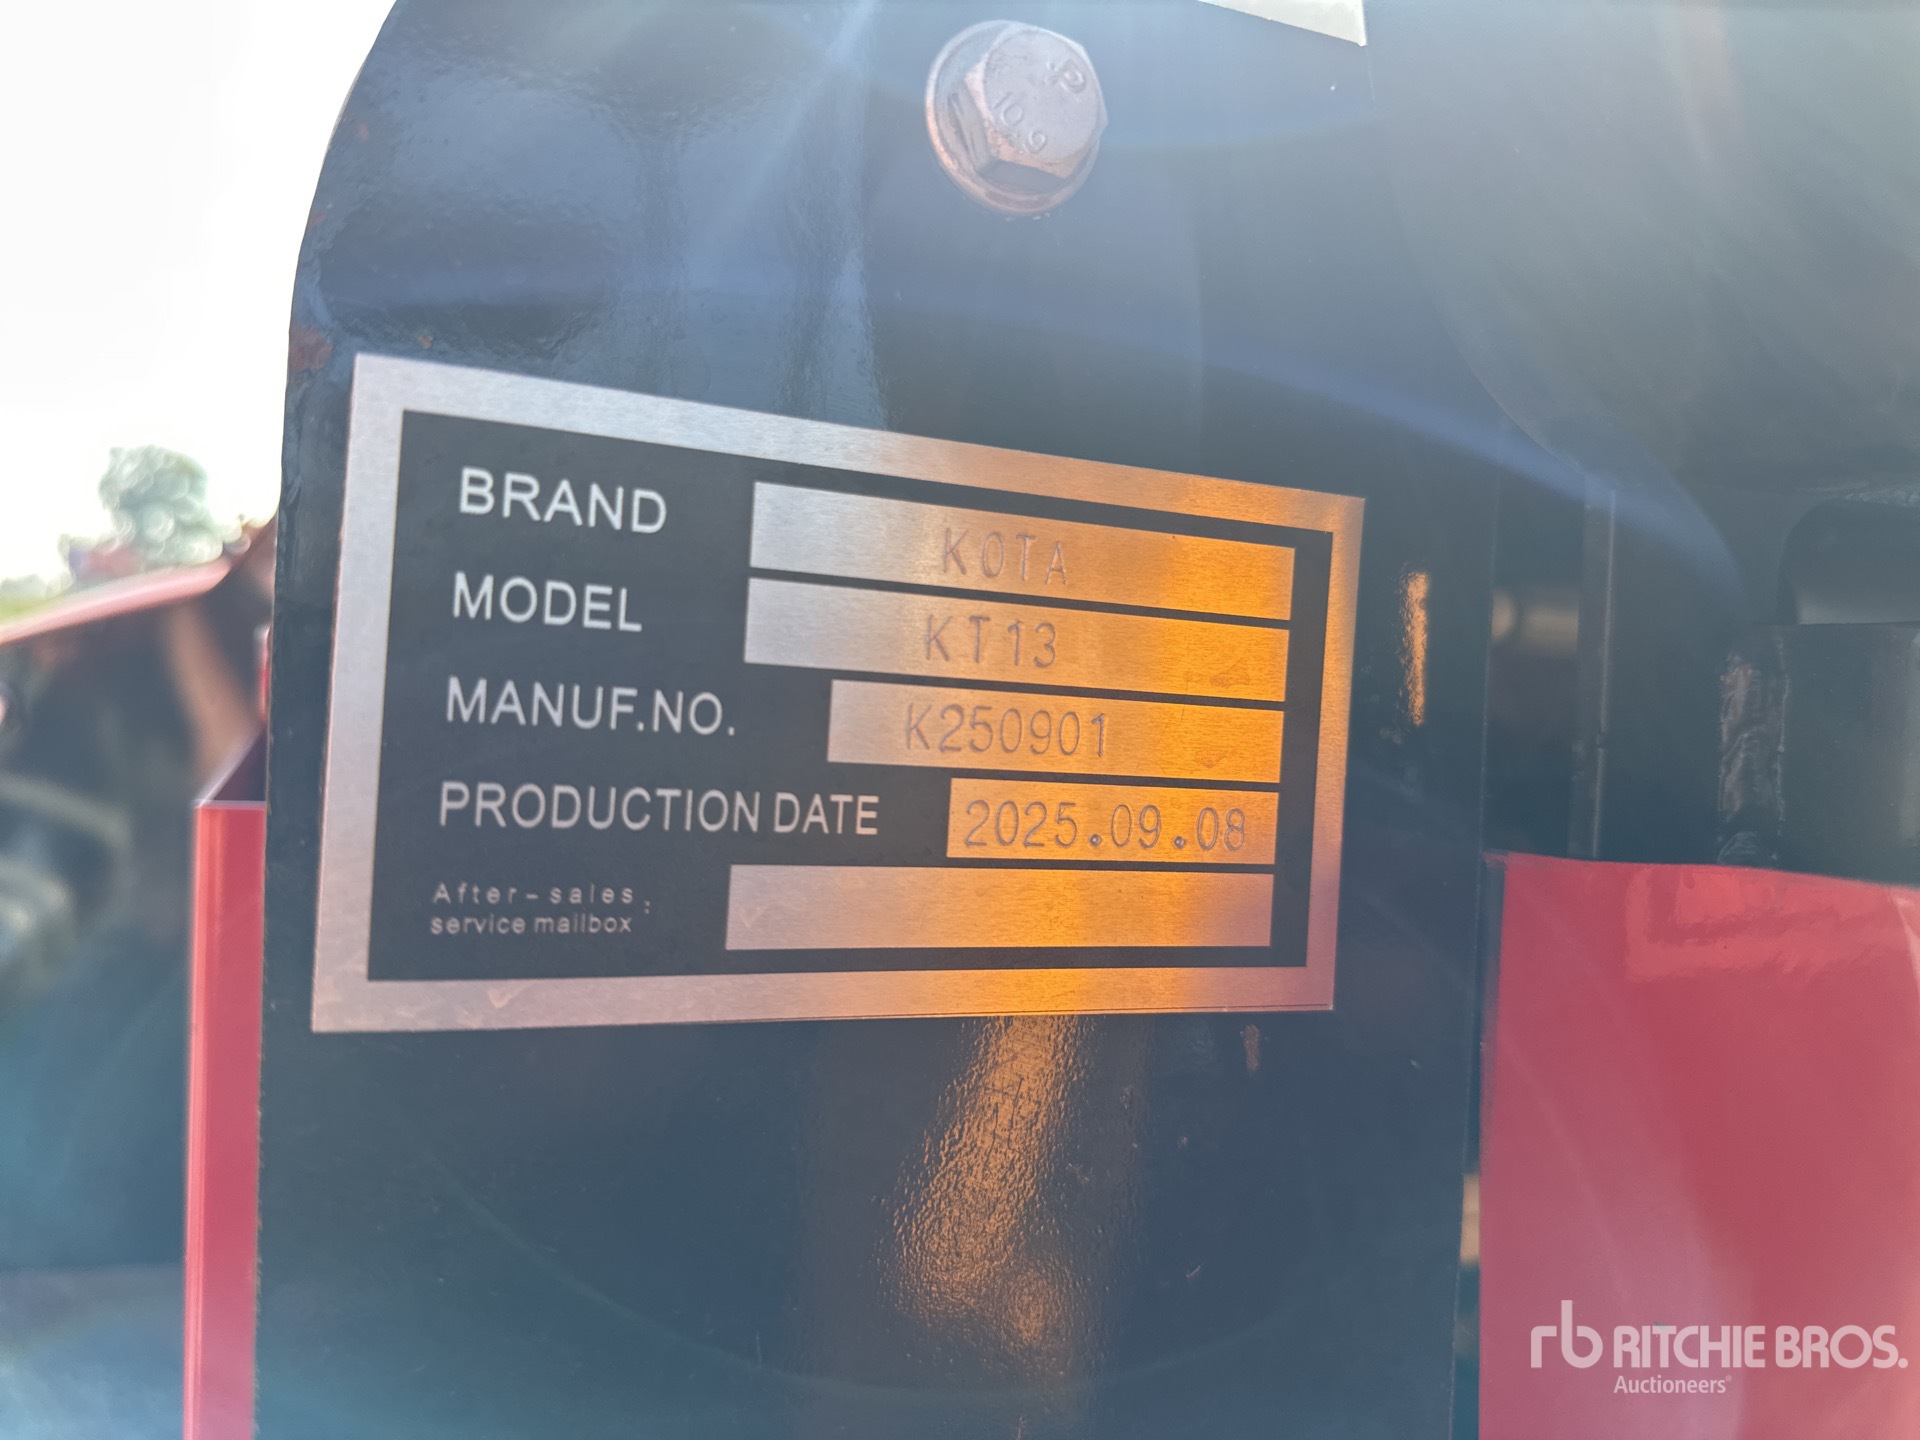 10.9
BRAND KOTA
MODEL KT13
MANUF.NO. K250901
PRODUCTION DATE 2025.09.08
After-sales
service mailbox :
rb RITCHIE BROS.
Auctioneers